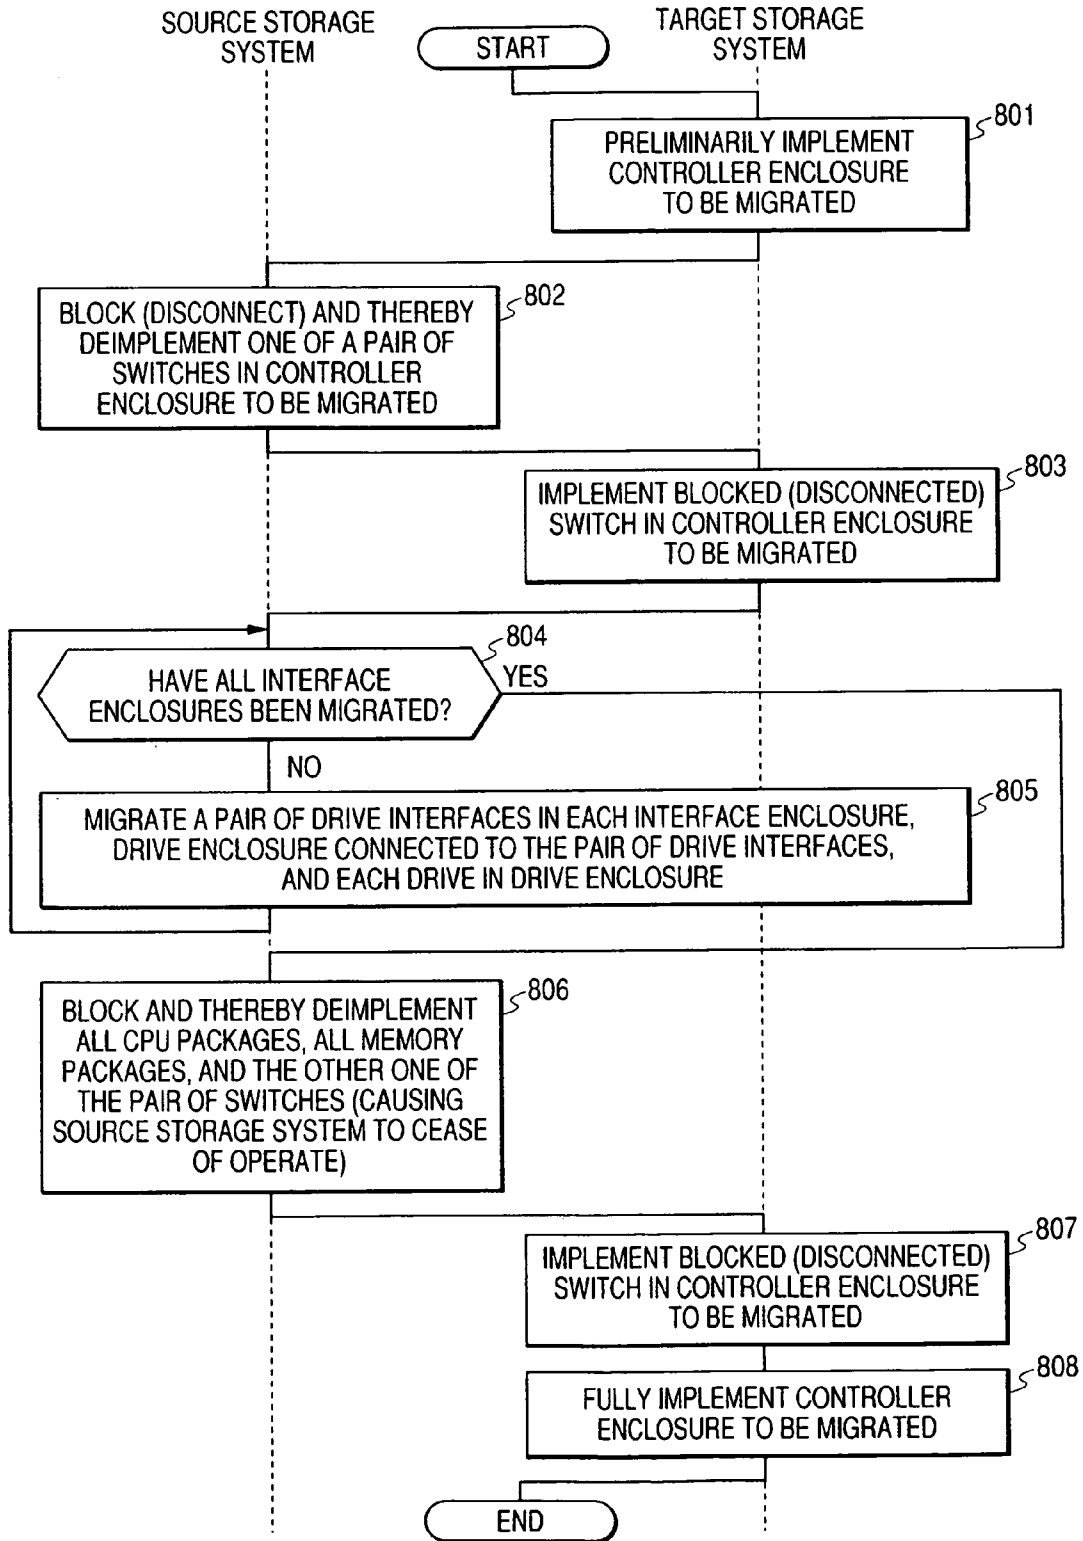 SOURCE STORAGE
SYSTEM
START
TARGET STORAGE
SYSTEM
801
PRELIMINARILY IMPLEMENT
CONTROLLER ENCLOSURE
TO BE MIGRATED
802
BLOCK (DISCONNECT) AND THEREBY
DEIMPLEMENT ONE OF A PAIR OF
SWITCHES IN CONTROLLER
ENCLOSURE TO BE MIGRATED
803
IMPLEMENT BLOCKED (DISCONNECTED)
SWITCH IN CONTROLLER ENCLOSURE
TO BE MIGRATED
804
HAVE ALL INTERFACE
ENCLOSURES BEEN MIGRATED?
YES
NO
805
MIGRATE A PAIR OF DRIVE INTERFACES IN EACH INTERFACE ENCLOSURE,
DRIVE ENCLOSURE CONNECTED TO THE PAIR OF DRIVE INTERFACES,
AND EACH DRIVE IN DRIVE ENCLOSURE
806
BLOCK AND THEREBY DEIMPLEMENT
ALL CPU PACKAGES, ALL MEMORY
PACKAGES, AND THE OTHER ONE OF
THE PAIR OF SWITCHES (CAUSING
SOURCE STORAGE SYSTEM TO CEASE
OF OPERATE)
807
IMPLEMENT BLOCKED (DISCONNECTED)
SWITCH IN CONTROLLER ENCLOSURE
TO BE MIGRATED
808
FULLY IMPLEMENT CONTROLLER
ENCLOSURE TO BE MIGRATED
END